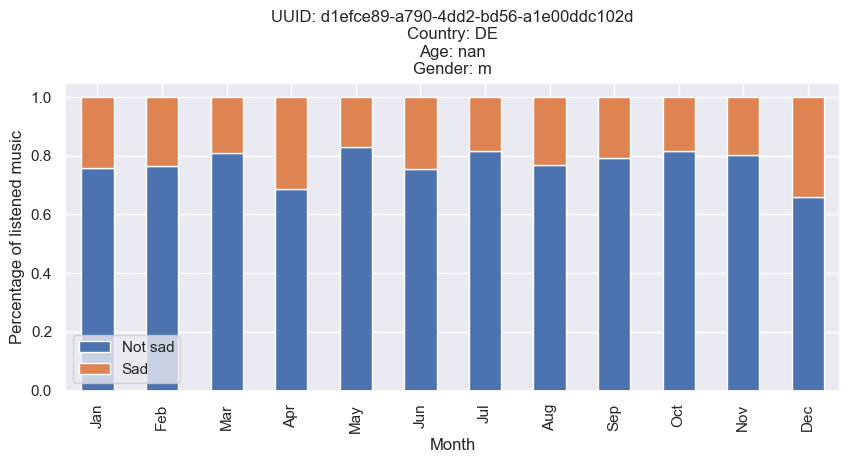 UUID: d1efce89-a790-4dd2-bd56-a1e00ddc102d
Country: DE
Age: nan
Gender: m
Percentage of listened music
1.0
0.8
0.6
0.4
0.2
0.0
Not sad
Sad
Jan
Feb
Mar
Apr
May
Jun
Jul
Aug
Sep
Oct
Nov
Dec
Month